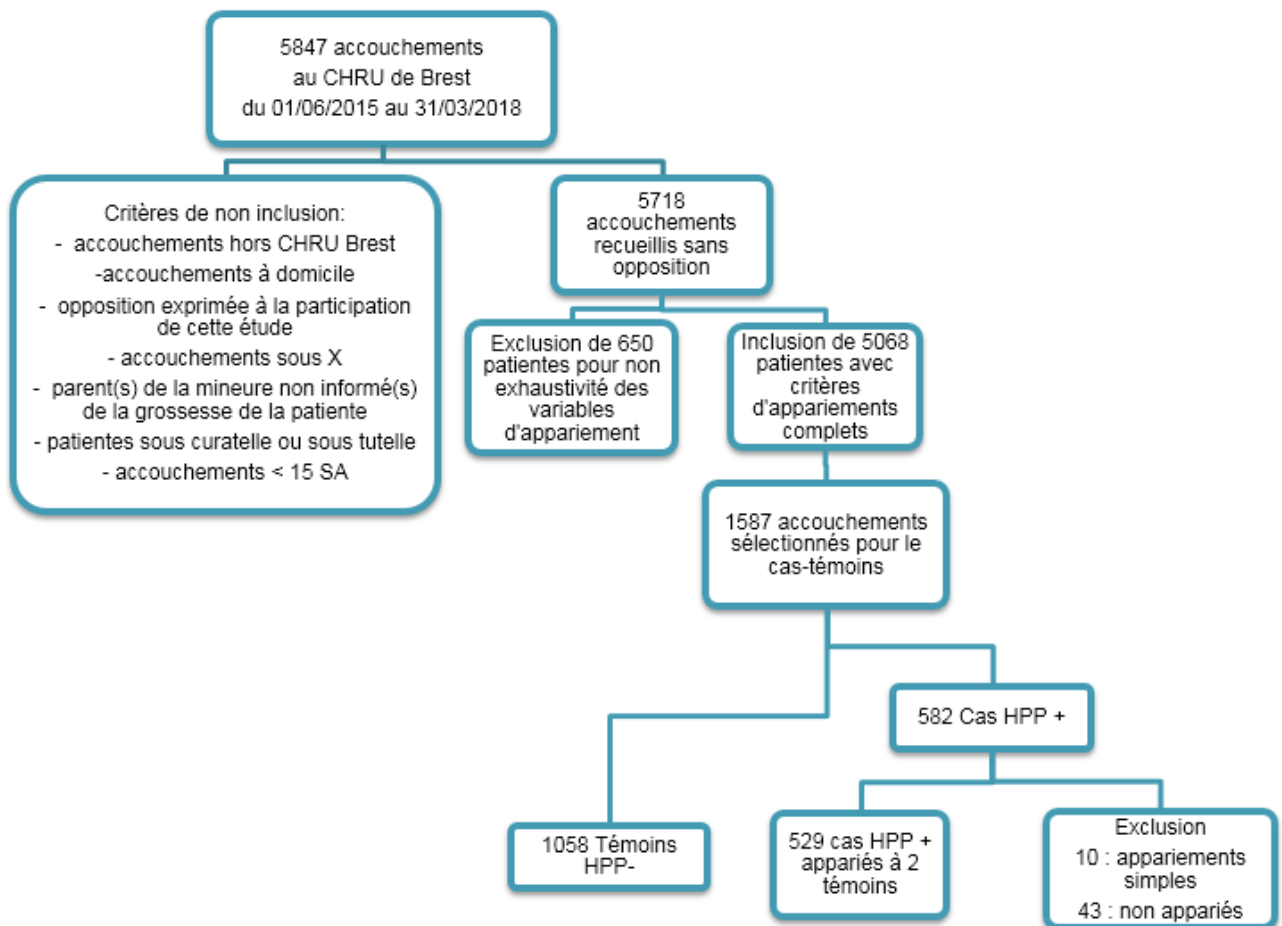 5847 accouchements
au CHRU de Brest
du 01/06/2015 au 31/03/2018
Critères de non inclusion:
- accouchements hors CHRU Brest
-accouchements à domicile
- opposition exprimée à la participation
de cette étude
- accouchements sous X
- parent(s) de la mineure non informé(s)
de la grossesse de la patiente
- patientes sous curatelle ou sous tutelle
- accouchements < 15 SA
5718
accouchements
recueillis sans
opposition
Exclusion de 650
patientes pour non
exhaustivité des
variables
d'appariement
Inclusion de 5068
patientes avec
critères
d'appariements
complets
1587 accouchements
sélectionnés pour le
cas-témoins
582 Cas HPP +
1058 Témoins
HPP-
529 cas HPP +
appariés à 2
témoins
Exclusion
10 : appariements
simples
43 : non appariés